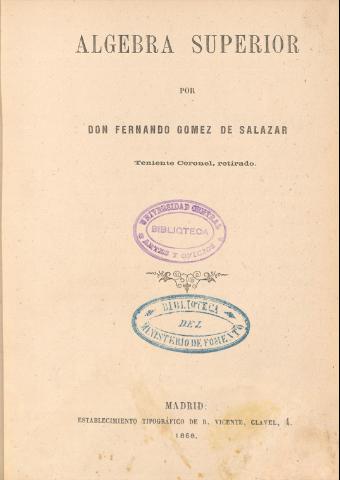 ALGEBRA SUPERIOR
POR
DON FERNANDO GOMEZ DE SALAZAR
Teniente Coronel, retirado.
UNIVERSIDAD CENTRAL
BIBLIOTECA
ARTES Y OFICIOS
BIBLIOTECA
DEL
MINISTERIO DE FOMENTO
MADRID:
ESTABLECIMIENTO TIPOGRÁFICO DE R. VICENTE, CLAVEL, 4.
1868.